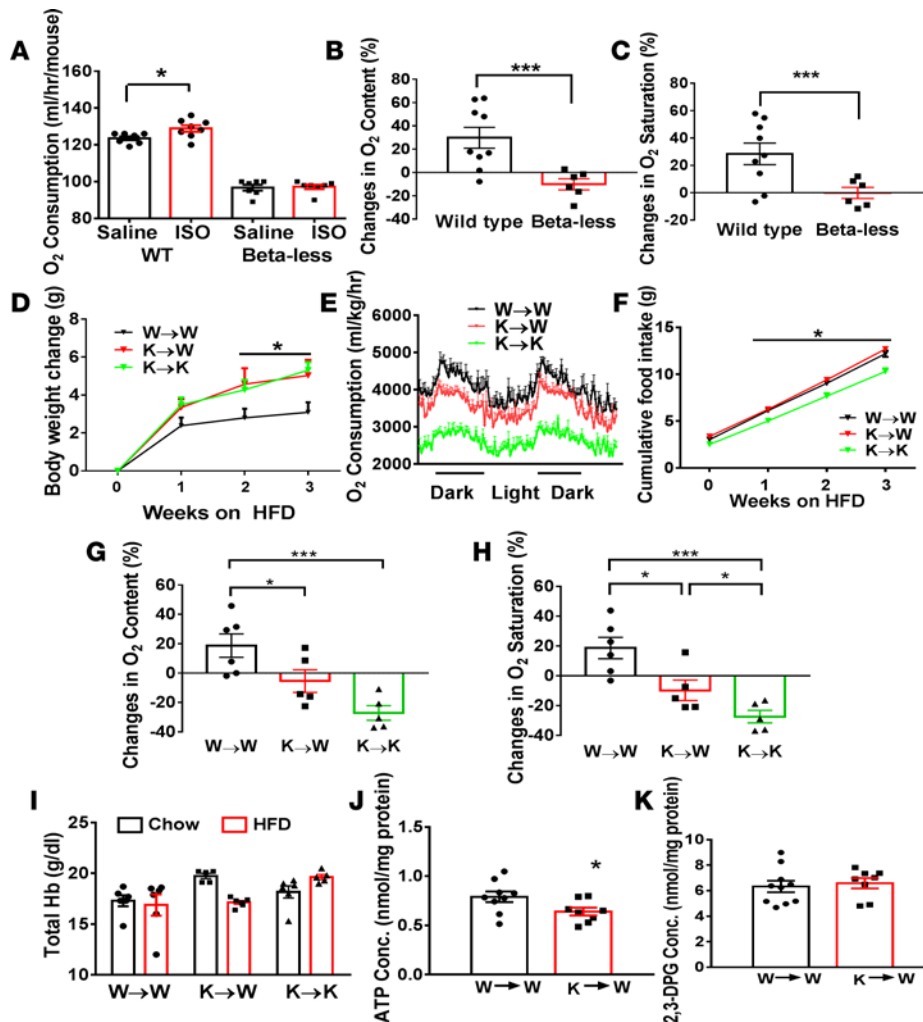 A
O2 Consumption (ml/hr/mouse)
160
140
120
100
80
*
Saline ISO Saline ISO
WT Beta-less
B
Changes in O2 Content (%)
80
60
40
20
0
-20
-40
***
Wild type Beta-less
C
Changes in O2 Saturation (%)
80
60
40
20
0
-20
***
Wild type Beta-less
D
Body weight change (g)
8
6
4
2
0
W→W
K→W
K→K
*
0 1 2 3
Weeks on HFD
E
O2 Consumption (ml/kg/hr)
6000
5000
4000
3000
2000
W→W
K→W
K→K
Dark Light Dark
F
Cumulative food intake (g)
15
10
5
0
*
W→W
K→W
K→K
0 1 2 3
Weeks on HFD
G
Changes in O2 Content (%)
60
40
20
0
-20
-40
***
*
W→W K→W K→K
H
Changes in O2 Saturation (%)
60
40
20
0
-20
-40
***
* *
W→W K→W K→K
I
Total Hb (g/dl)
25
20
15
10
Chow HFD
W→W K→W K→K
J
ATP Conc. (nmol/mg protein)
1.5
1.0
0.5
0.0
*
W→W K→W
K
2,3-DPG Conc. (nmol/mg protein)
10
8
6
4
2
0
W→W K→W